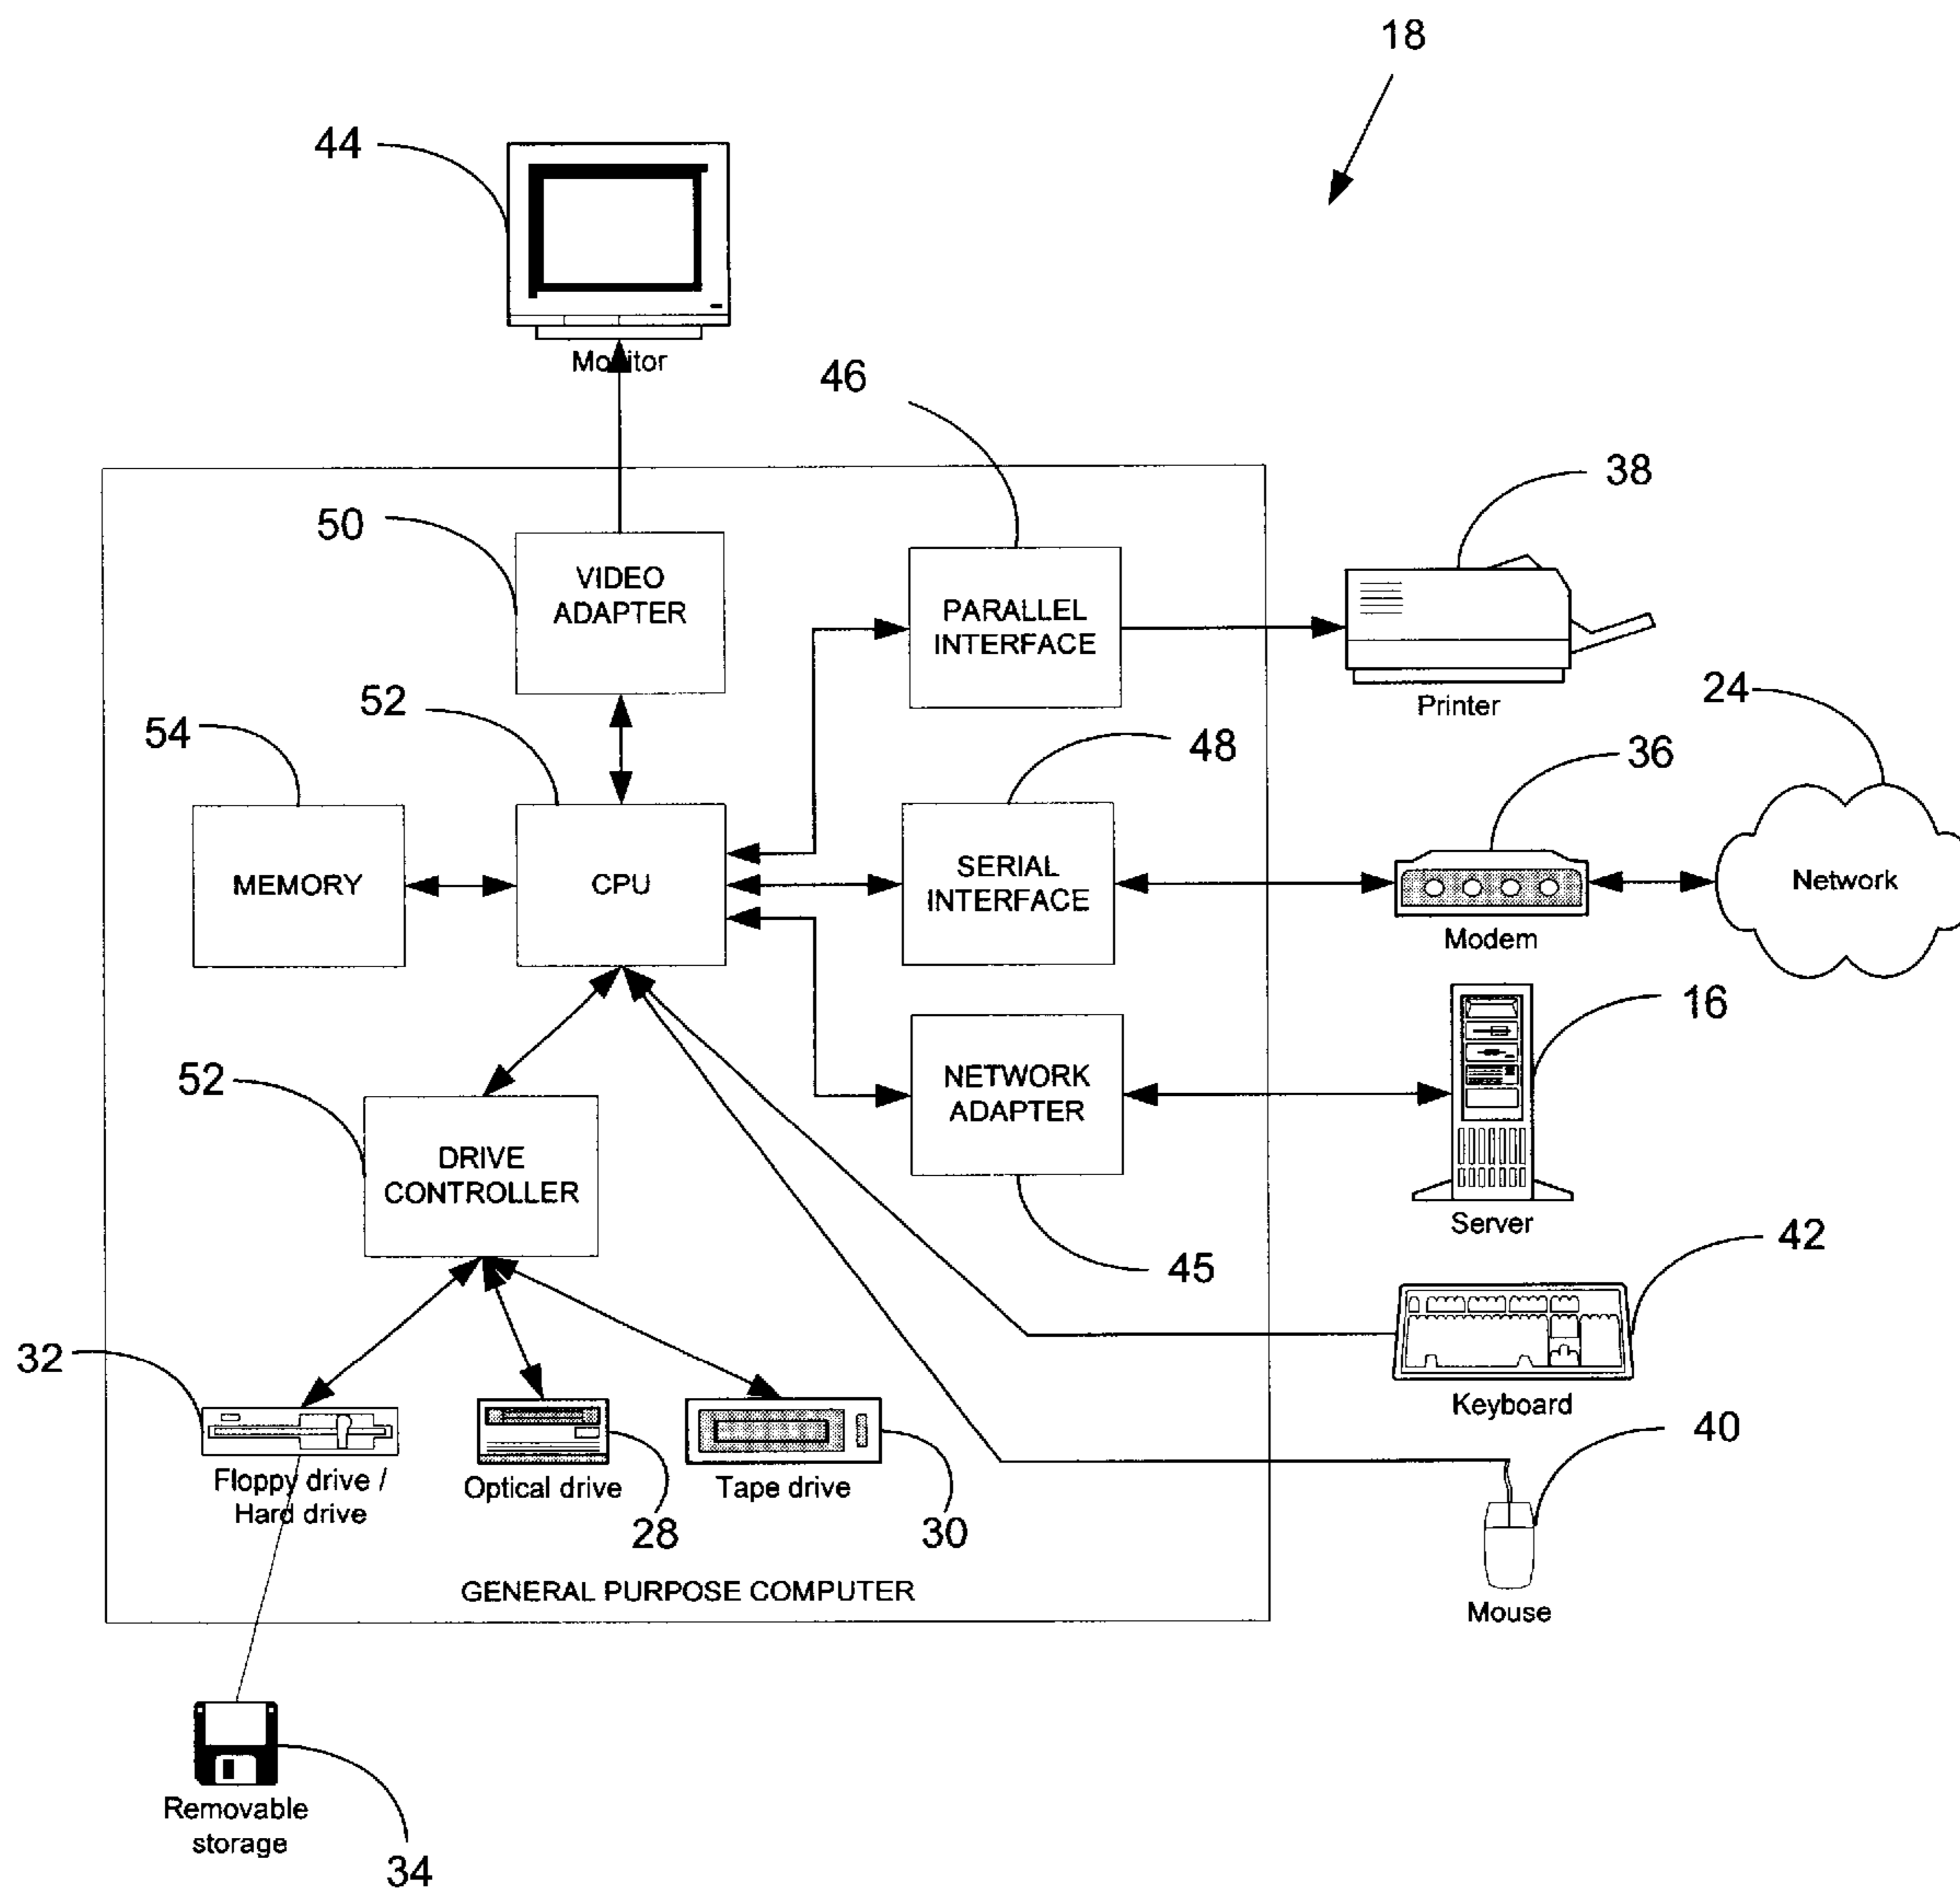 18
44
Monitor
46
38
50
VIDEO
ADAPTER
PARALLEL
INTERFACE
Printer
24
52
54
48
36
MEMORY
CPU
SERIAL
INTERFACE
Network
Modem
16
52
NETWORK
ADAPTER
DRIVE
CONTROLLER
Server
42
45
32
Keyboard
40
Floppy drive /
Hard drive
Optical drive
Tape drive
28
30
GENERAL PURPOSE COMPUTER
Mouse
Removable
storage
34